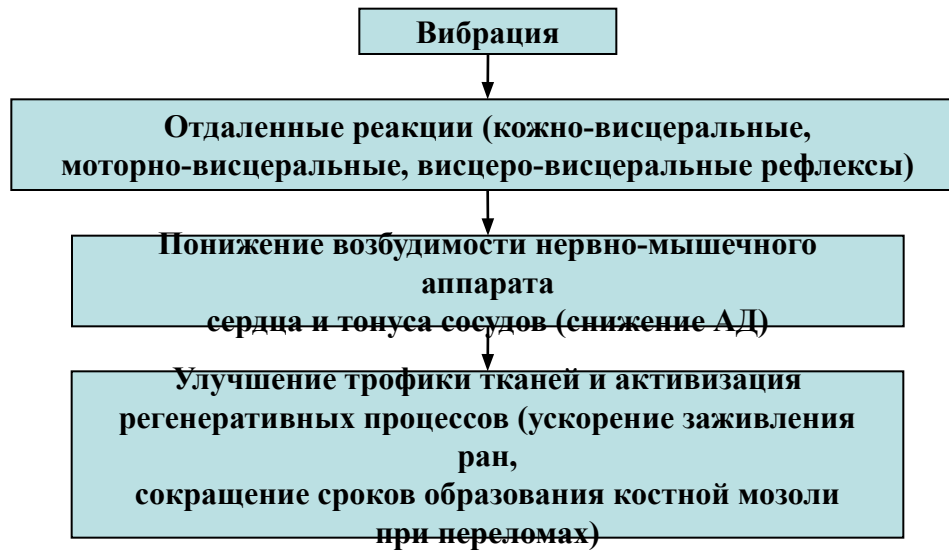 Вибрация
Отдаленные реакции (кожно-висцеральные,
моторно-висцеральные, висцеро-висцеральные рефлексы)
Понижение возбудимости нервно-мышечного
аппарата
сердца и тонуса сосудов (снижение АД)
Улучшение трофики тканей и активизация
регенеративных процессов (ускорение заживления
ран,
сокращение сроков образования костной мозоли
при переломах)